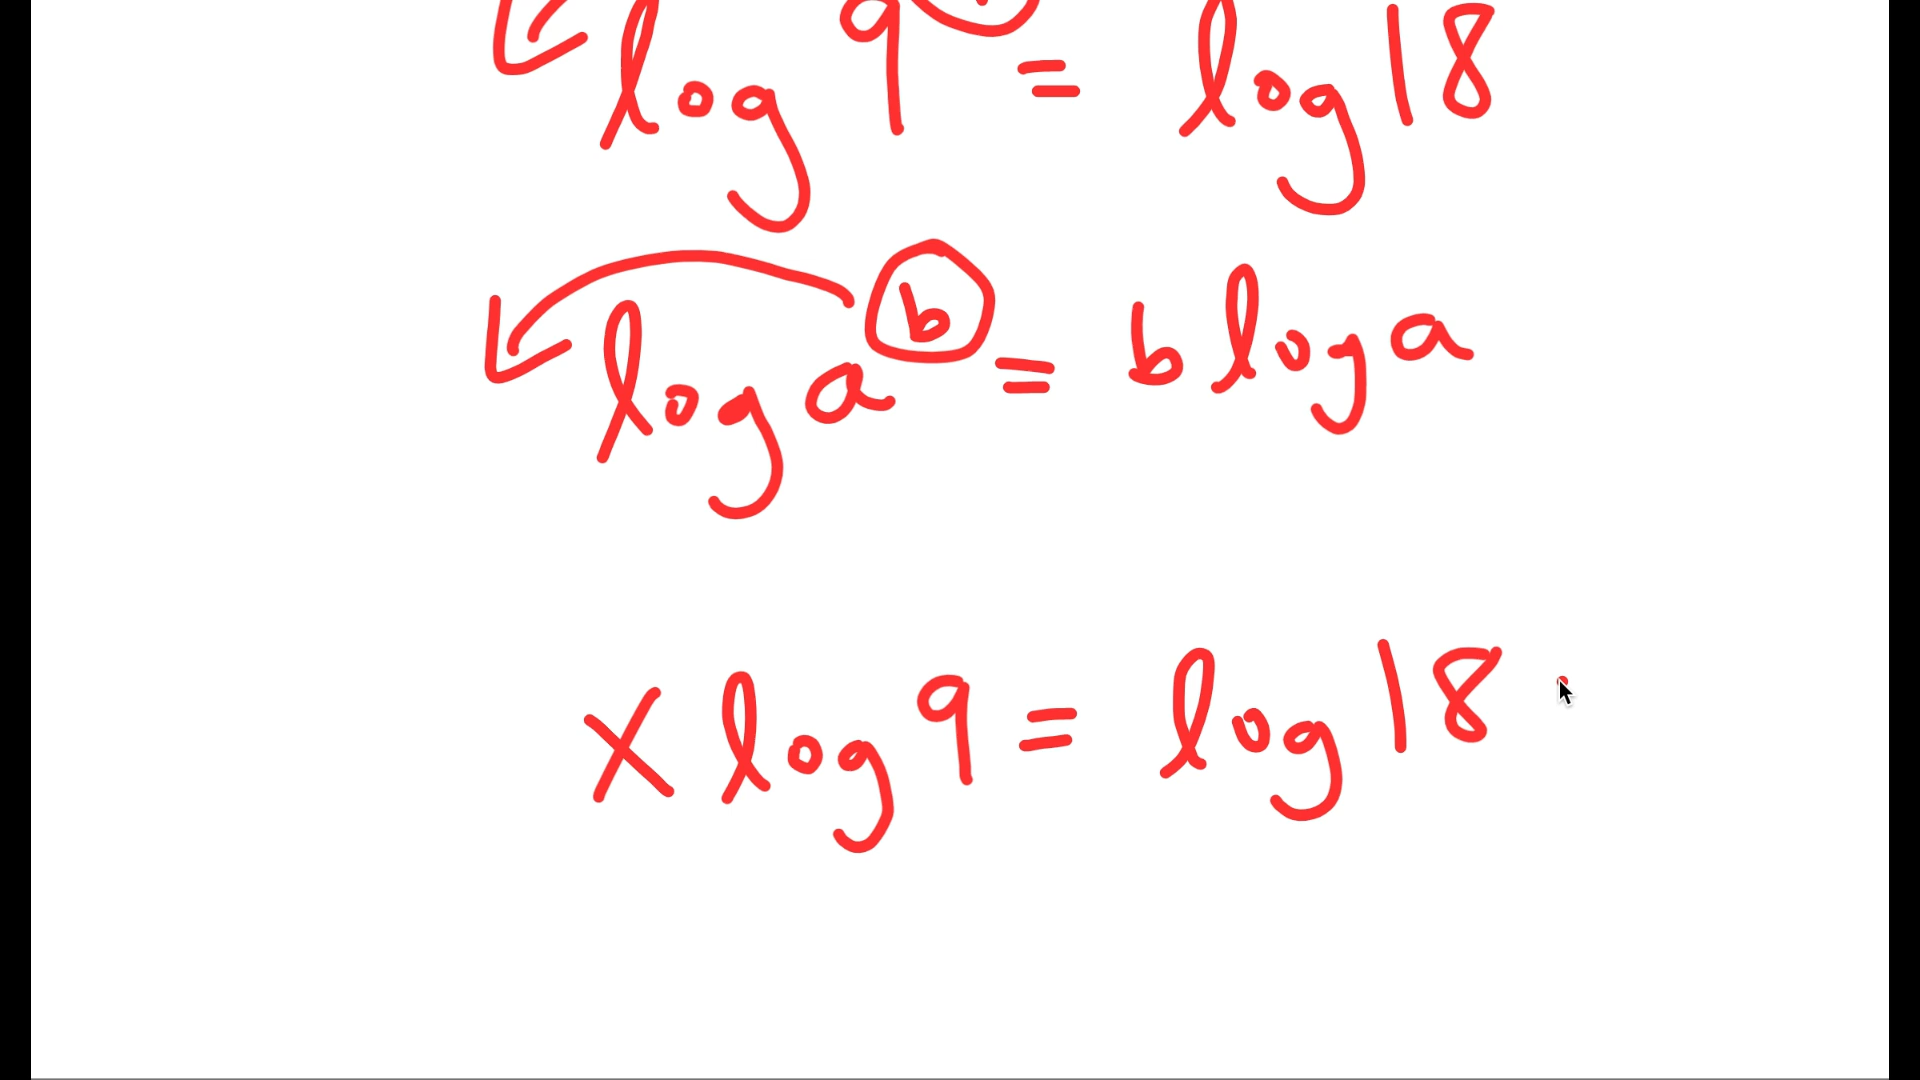 log 9 = log 18
log a^b = b log a
x log 9 = log 18